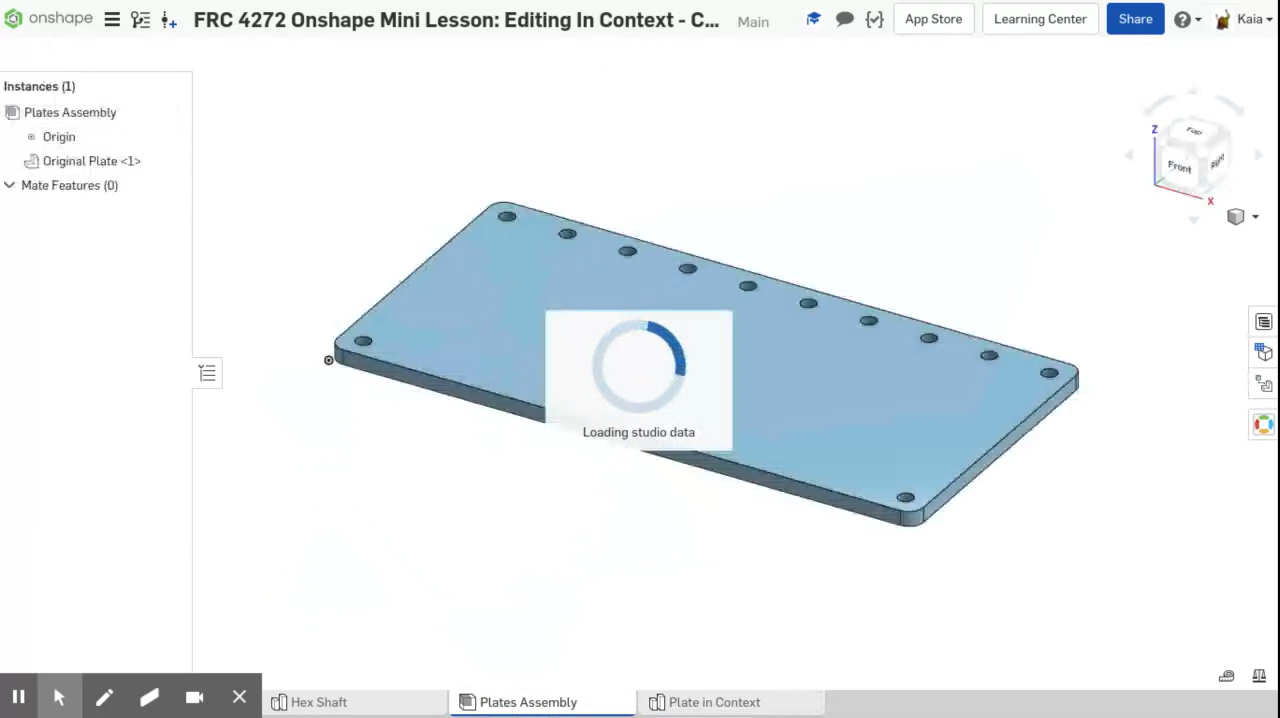 onshape
FRC 4272 Onshape Mini Lesson: Editing In Context - C...
Main
App Store
Learning Center
Share
Kaia
Instances (1)
Plates Assembly
Origin
Original Plate <1>
Mate Features (0)
Z
Top
Front
Right
X
Loading studio data
Hex Shaft
Plates Assembly
Plate in Context